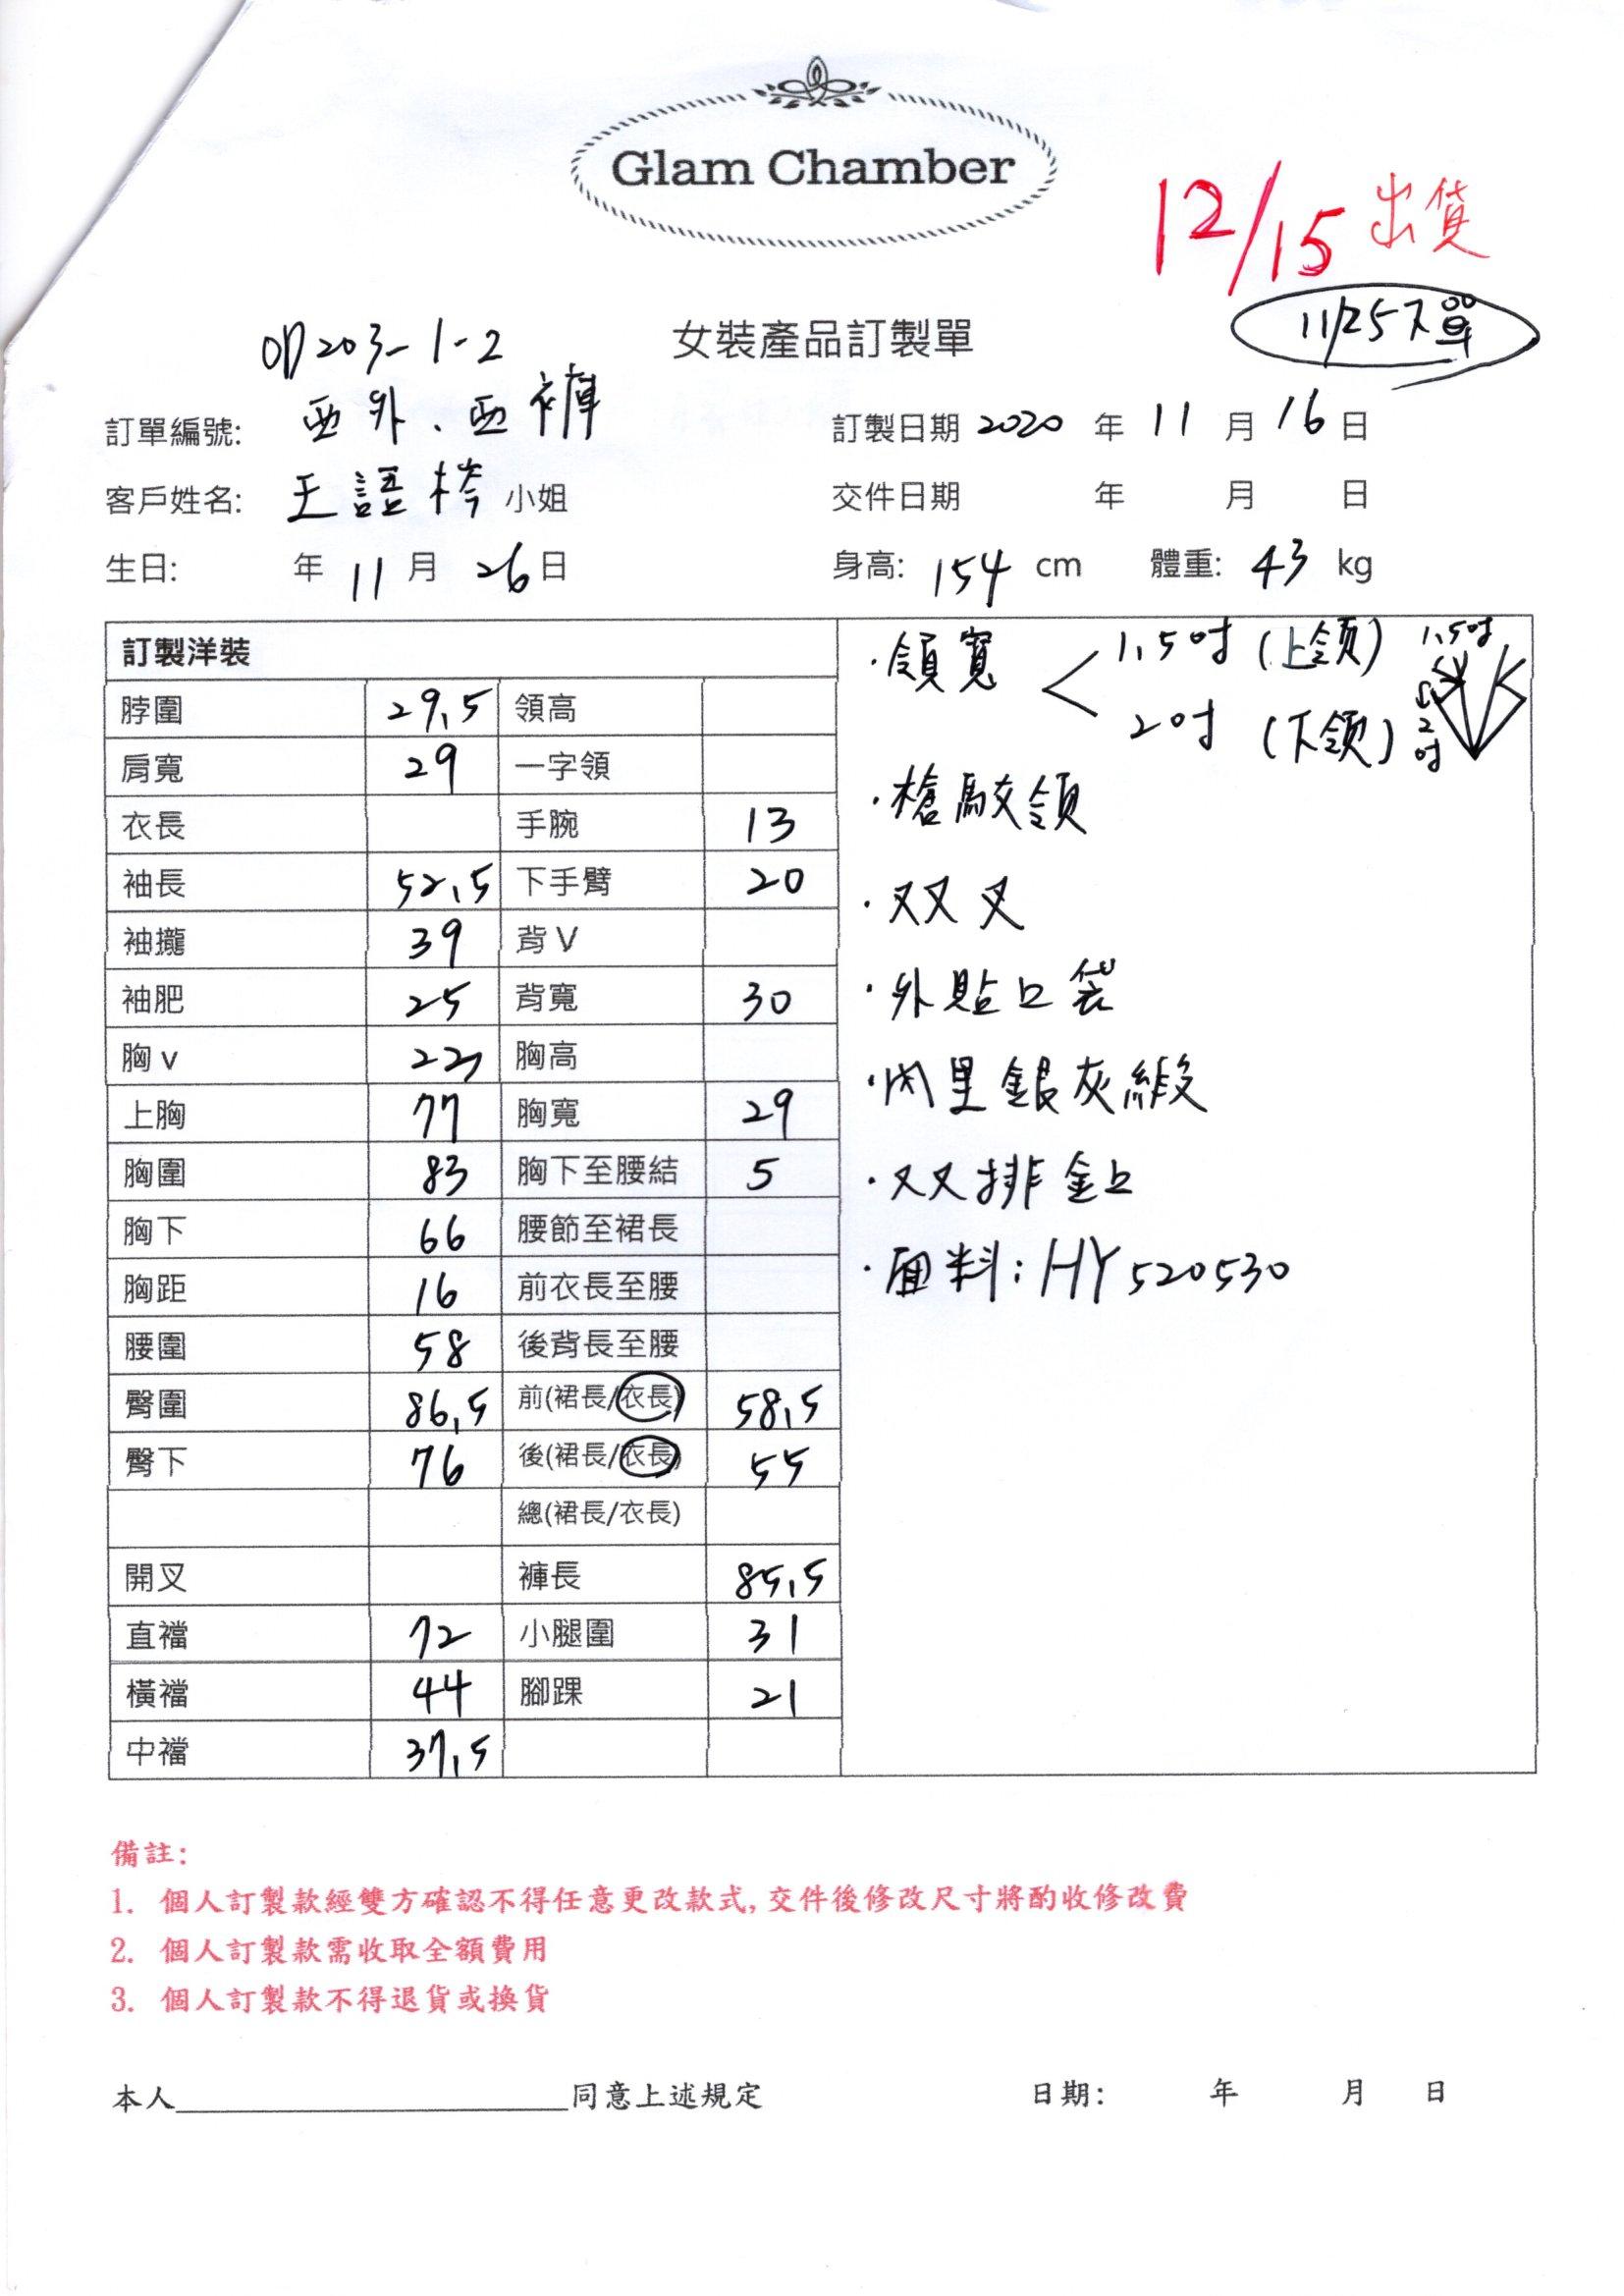 Glam Chamber
12/15 出貨
11/25下單
OD203-1-2
女裝產品訂製單
訂單編號: 西外、西褲
訂製日期 2020 年 11 月 16 日
客戶姓名: 王語梣 小姐
交件日期 年 月 日
生日: 年 11 月 26 日
身高: 154 cm 體重: 43 kg
訂製洋裝
脖圍 29.5 領高
肩寬 29 一字領
衣長 手腕 13
袖長 52.5 下手臂 20
袖攏 39 背 V
袖肥 25 背寬 30
胸 v 22 胸高
上胸 77 胸寬 29
胸圍 83 胸下至腰結 5
胸下 66 腰節至裙長
胸距 16 前衣長至腰
腰圍 58 後背長至腰
臀圍 86.5 前(裙長/衣長) 58.5
臀下 76 後(裙長/衣長) 55
總(裙長/衣長)
開叉 褲長 85.5
直襠 72 小腿圍 31
橫襠 44 腳踝 21
中襠 37.5
·領寬 < 1.5吋 (上領) 1.5吋
2吋 (下領) 2吋
·槍駁領
·双叉
·外貼口袋
·內里銀灰緞
·双排釦
·面料: HY520530
備註:
1. 個人訂製款經雙方確認不得任意更改款式, 交件後修改尺寸將酌收修改費
2. 個人訂製款需收取全額費用
3. 個人訂製款不得退貨或換貨
本人________________同意上述規定 日期: 年 月 日